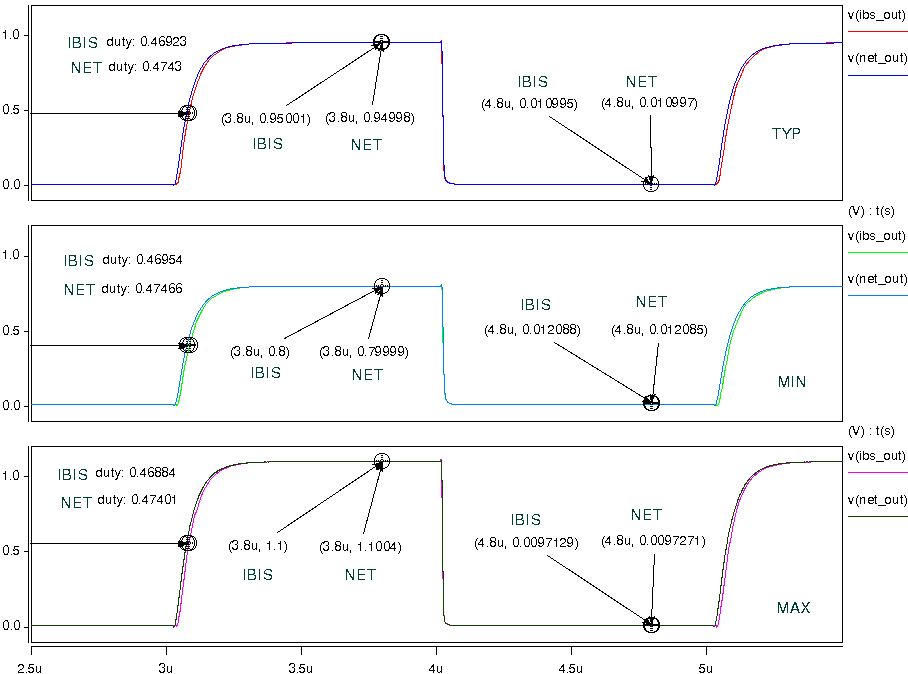 1.0
IBIS duty: 0.46923
NET duty: 0.4743
0.5
0.0
(3.8u, 0.95001) (3.8u, 0.94998)
IBIS NET
IBIS NET
(4.8u, 0.010995) (4.8u, 0.010997)
TYP
v(ibs_out)
v(net_out)
(V) : t(s)
1.0
IBIS duty: 0.46954
NET duty: 0.47466
0.5
0.0
(3.8u, 0.8) (3.8u, 0.79999)
IBIS NET
IBIS NET
(4.8u, 0.012088) (4.8u, 0.012085)
MIN
v(ibs_out)
v(net_out)
(V) : t(s)
1.0
IBIS duty: 0.46884
NET duty: 0.47401
0.5
0.0
(3.8u, 1.1) (3.8u, 1.1004)
IBIS NET
IBIS NET
(4.8u, 0.0097129) (4.8u, 0.0097271)
MAX
v(ibs_out)
v(net_out)
2.5u 3u 3.5u 4u 4.5u 5u